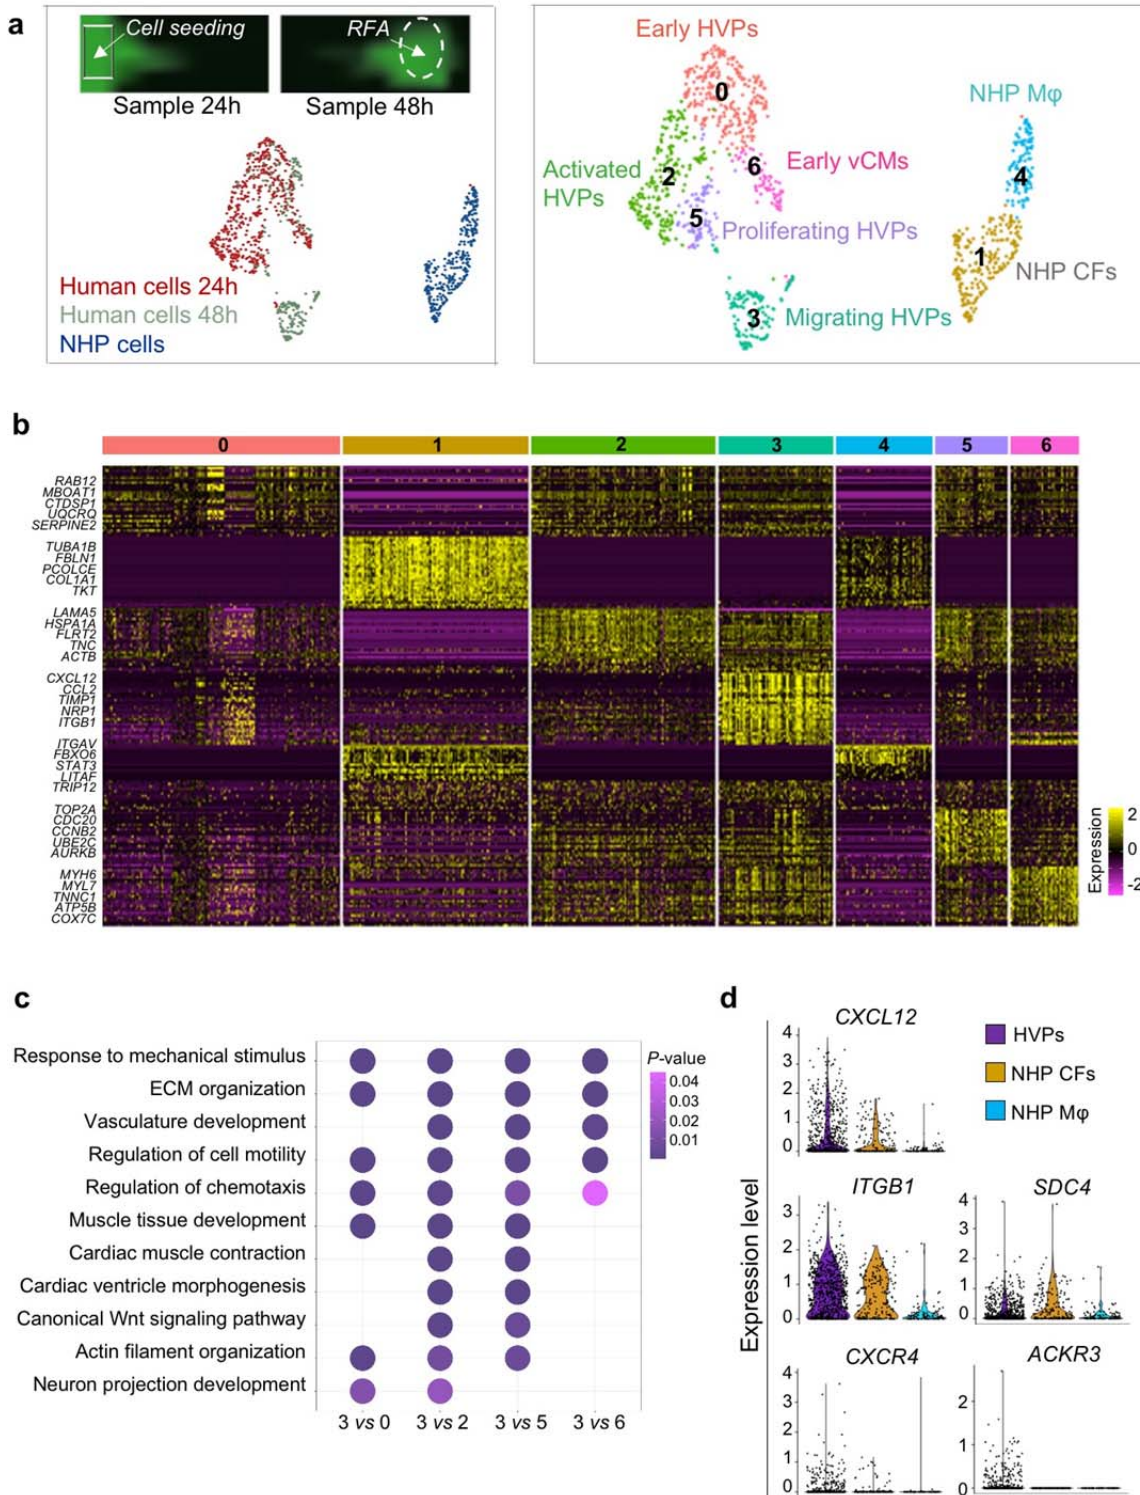 a
Cell seeding
RFA
Sample 24h
Sample 48h
Human cells 24h
Human cells 48h
NHP cells
Early HVPs
0
NHP Mφ
Activated
HVPs
2
6
Early vCMs
4
5
Proliferating HVPs
1
NHP CFs
3
Migrating HVPs
b
0 1 2 3 4 5 6
RAB12
MBOAT1
CTDSP1
UQCRQ
SERPINE2
TUBA1B
FBLN1
PCOLCE
COL1A1
TKT
LAMA5
HSPA1A
FLRT2
TNC
ACTB
CXCL12
CCL2
TIMP1
NRP1
ITGB1
ITGAV
FBXO6
STAT3
LITAF
TRIP12
TOP2A
CDC20
CCNB2
UBE2C
AURKB
MYH6
MYL7
TNNC1
ATP5B
COX7C
Expression
2
0
-2
c
Response to mechanical stimulus
ECM organization
Vasculature development
Regulation of cell motility
Regulation of chemotaxis
Muscle tissue development
Cardiac muscle contraction
Cardiac ventricle morphogenesis
Canonical Wnt signaling pathway
Actin filament organization
Neuron projection development
3 vs 0 3 vs 2 3 vs 5 3 vs 6
P-value
0.04
0.02
0.01
d
Expression level
CXCL12
4
3
2
1
0
HVPs
NHP CFs
NHP Mφ
ITGB1
3
2
1
0
SDC4
4
3
2
1
0
CXCR4
4
3
2
1
0
ACKR3
2
1
0